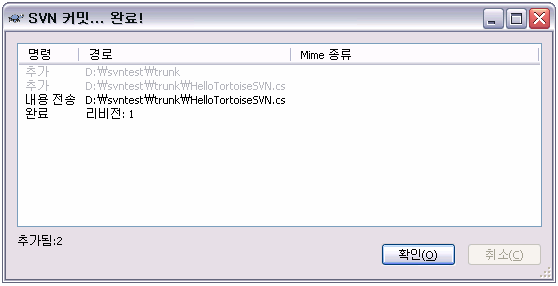 SVN 커밋... 완료!
명령 경로 Mime 종류
추가 D:₩svntest₩trunk
추가 D:₩svntest₩trunk₩HelloTortoiseSVN.cs
내용 전송 D:₩svntest₩trunk₩HelloTortoiseSVN.cs
완료 리비전: 1
추가됨:2
확인(O) 취소(C)